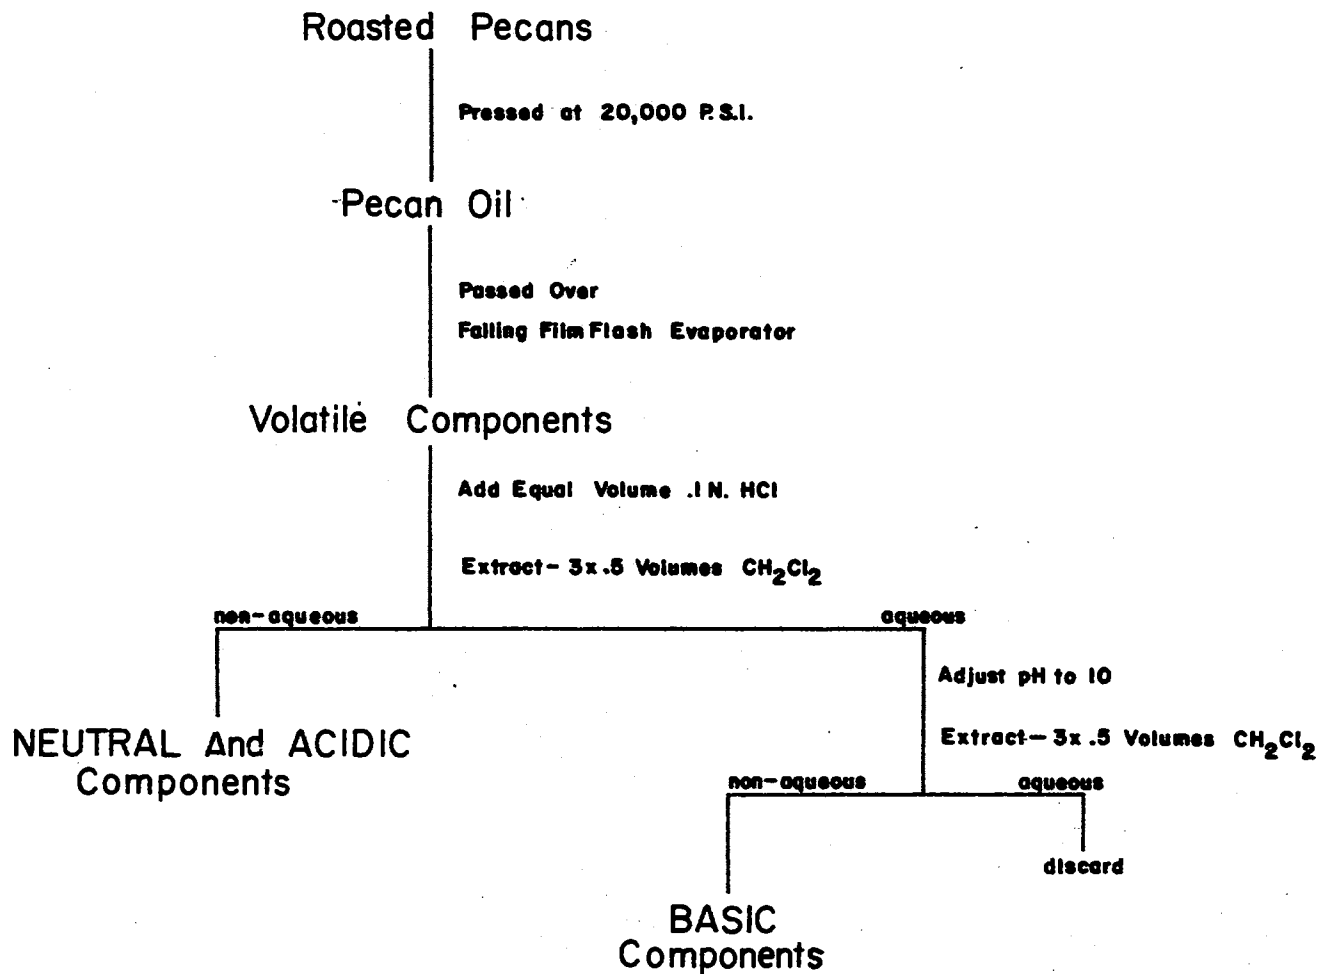 Roasted Pecans
Pressed at 20,000 P.S.I.
Pecan Oil
Passed Over
Falling Film Flash Evaporator
Volatile Components
Add Equal Volume .1 N. HCl
Extract- 3x .5 Volumes CH₂Cl₂
non-aqueous
aqueous
Adjust pH to 10
NEUTRAL And ACIDIC
Components
Extract- 3x .5 Volumes CH₂Cl₂
non-aqueous
aqueous
discard
BASIC
Components